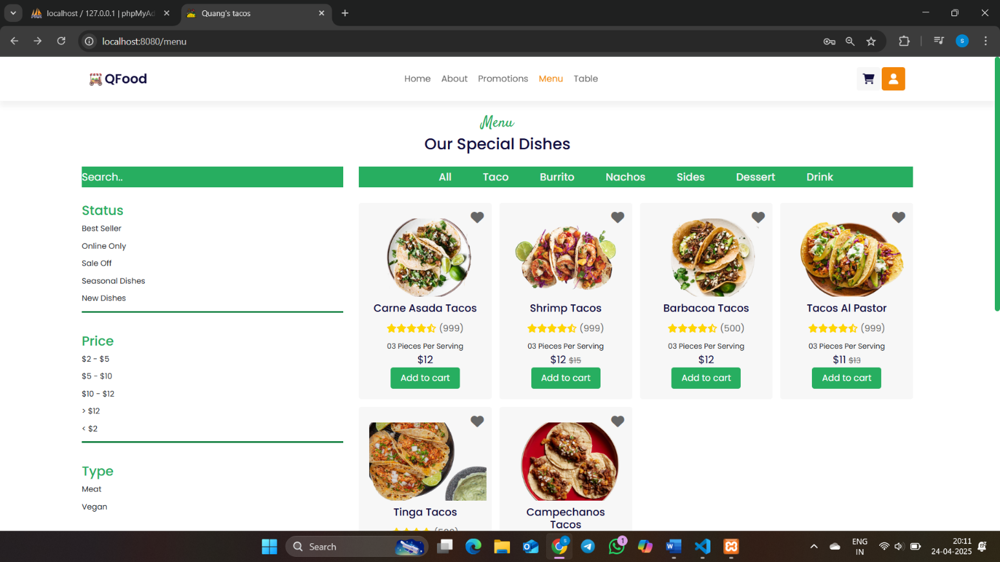 localhost / 127.0.0.1 | phpMyAd
Quang's tacos
localhost:8080/menu
s
QFood
Home About Promotions Menu Table
Menu
Our Special Dishes
Search..
All Taco Burrito Nachos Sides Dessert Drink
Status
Best Seller
Online Only
Sale Off
Seasonal Dishes
New Dishes
Price
$2 - $5
$5 - $10
$10 - $12
> $12
< $2
Type
Meat
Vegan
Carne Asada Tacos
(999)
03 Pieces Per Serving
$12
Add to cart
Shrimp Tacos
(999)
03 Pieces Per Serving
$12 $15
Add to cart
Barbacoa Tacos
(500)
03 Pieces Per Serving
$12
Add to cart
Tacos Al Pastor
(999)
03 Pieces Per Serving
$11 $13
Add to cart
Tinga Tacos
(500)
Campechanos
Tacos
Search
1
ENG
IN
20:11
24-04-2025